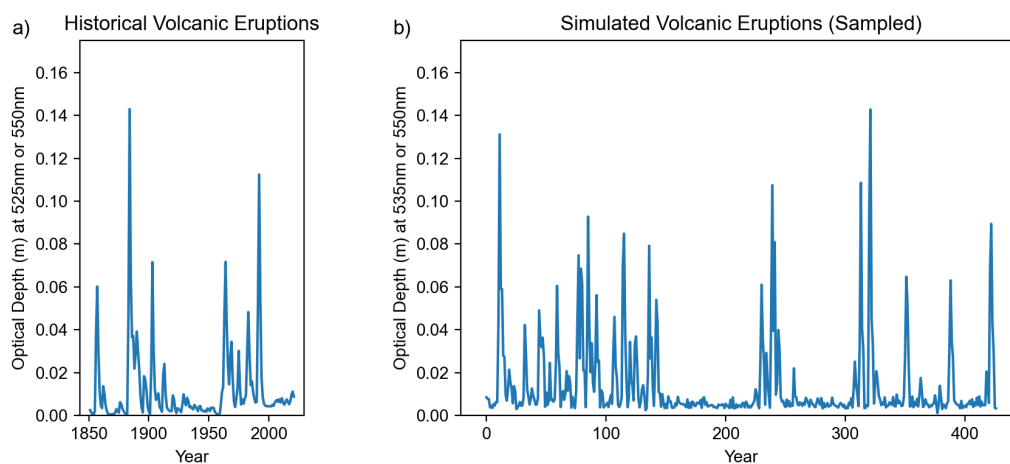 a)
Historical Volcanic Eruptions
Optical Depth (m) at 525nm or 550nm
0.16
0.14
0.12
0.10
0.08
0.06
0.04
0.02
0.00
1850 1900 1950 2000
Year
b)
Simulated Volcanic Eruptions (Sampled)
Optical Depth (m) at 535nm or 550nm
0.16
0.14
0.12
0.10
0.08
0.06
0.04
0.02
0.00
0 100 200 300 400
Year